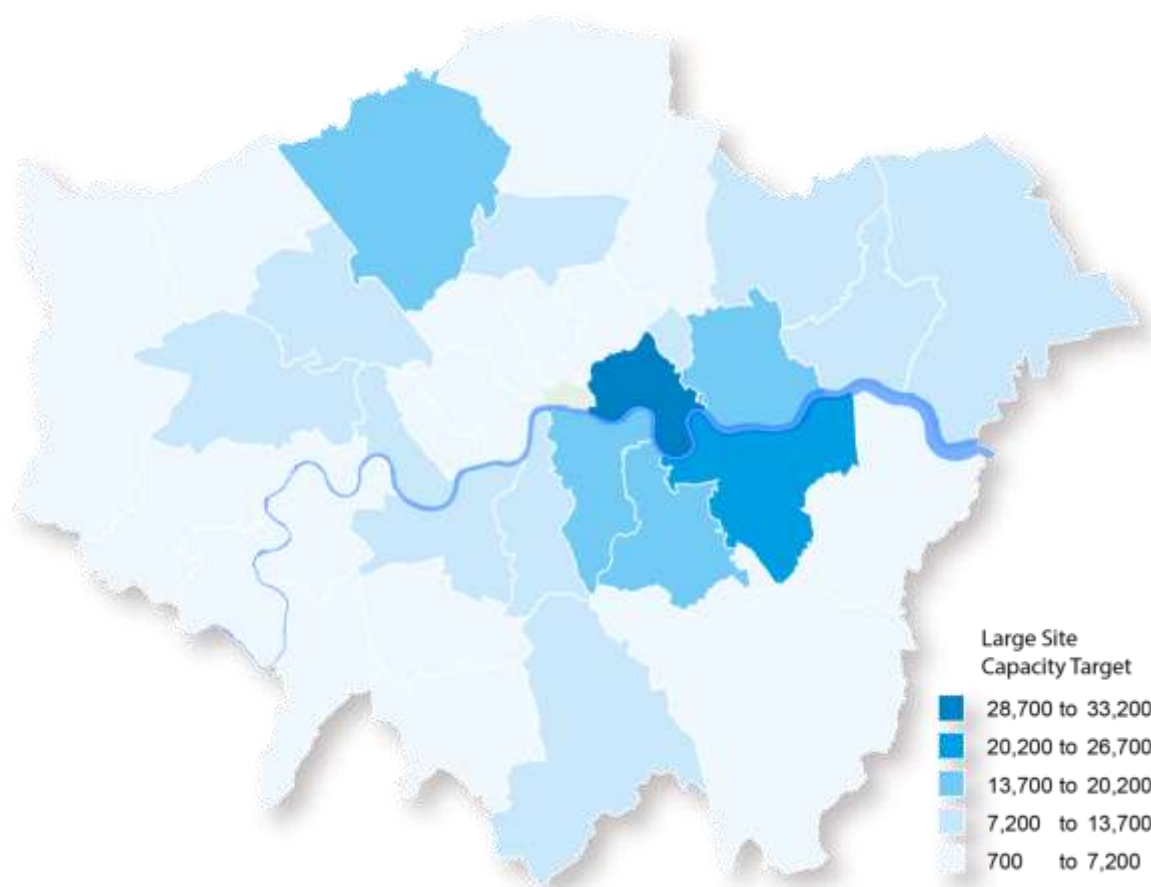 Large Site
Capacity Target
28,700 to 33,200
20,200 to 26,700
13,700 to 20,200
7,200 to 13,700
700 to 7,200